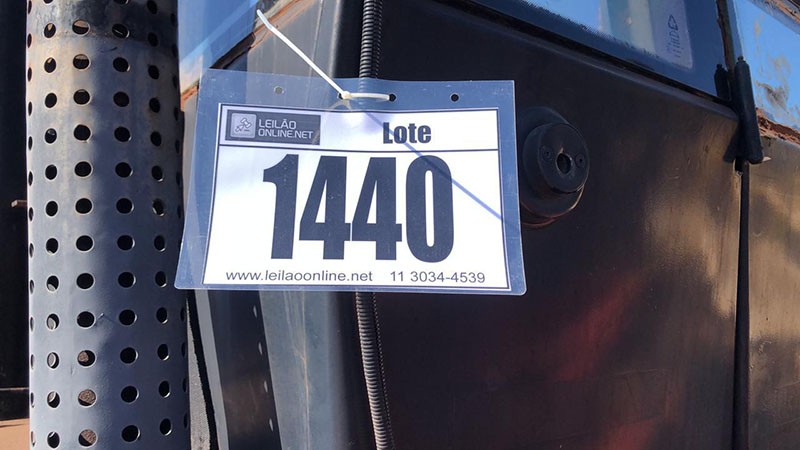 LEILÃO
ONLINE.NET
Lote
1440
www.leilaoonline.net 11 3034-4539